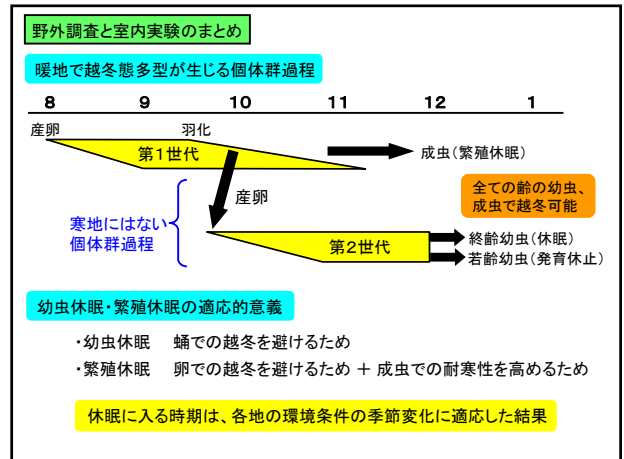 野外調査と室内実験のまとめ
暖地で越冬態多型が生じる個体群過程
8 9 10 11 12 1
産卵 羽化
第1世代
成虫(繁殖休眠)
産卵
全ての齢の幼虫、
成虫で越冬可能
寒地にはない
個体群過程
第2世代
終齢幼虫(休眠)
若齢幼虫(発育休止)
幼虫休眠・繁殖休眠の適応的意義
・幼虫休眠 蛹での越冬を避けるため
・繁殖休眠 卵での越冬を避けるため + 成虫での耐寒性を高めるため
休眠に入る時期は、各地の環境条件の季節変化に適応した結果